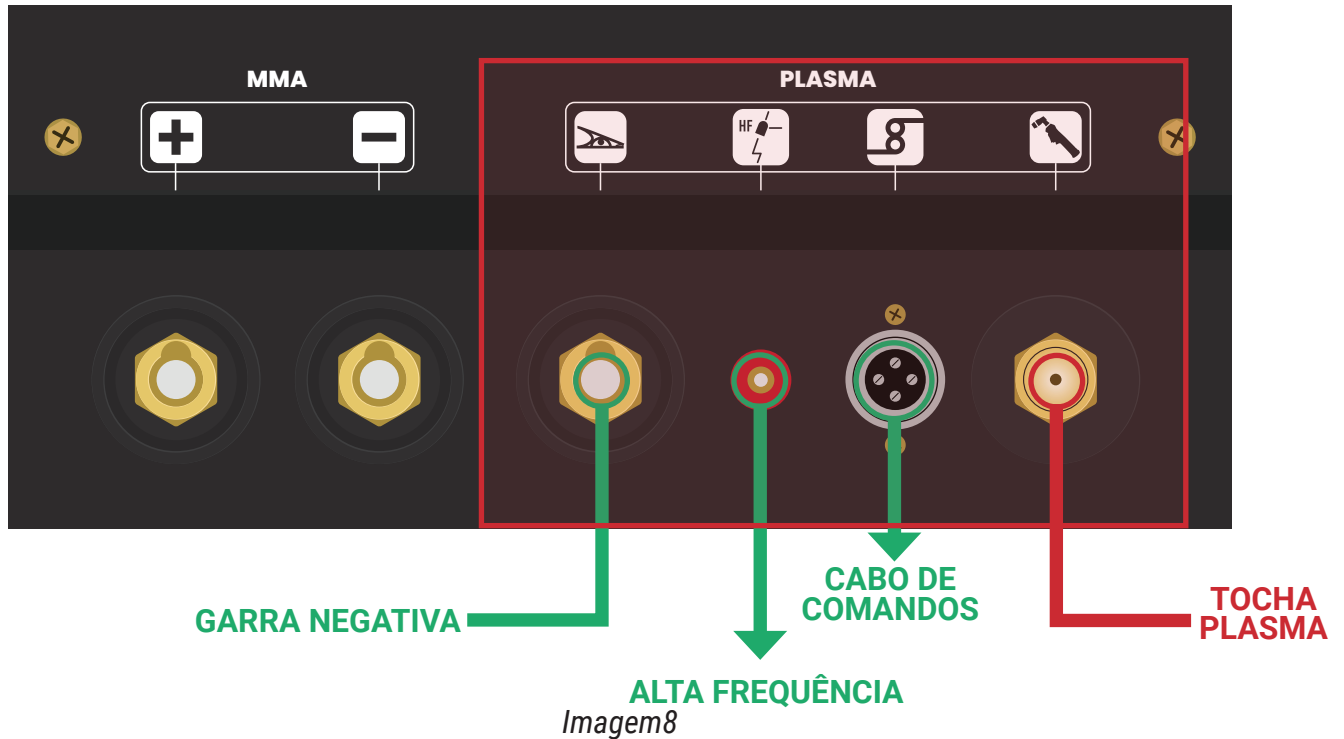 MMA
PLASMA
HF
GARRA NEGATIVA
ALTA FREQUÊNCIA
CABO DE
COMANDOS
TOCHA
PLASMA
Imagem8